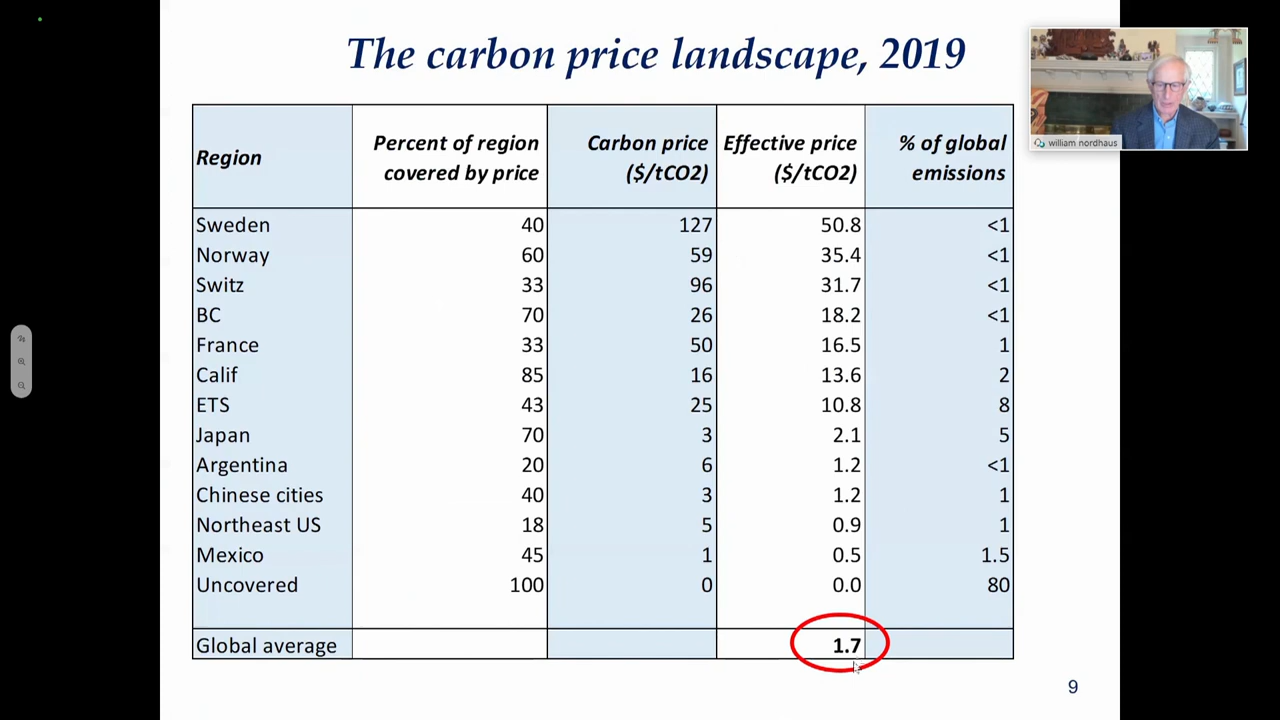 The carbon price landscape, 2019
william nordhaus
Region Percent of region covered by price Carbon price ($/tCO2) Effective price ($/tCO2) % of global emissions
Sweden 40 127 50.8 <1
Norway 60 59 35.4 <1
Switz 33 96 31.7 <1
BC 70 26 18.2 <1
France 33 50 16.5 1
Calif 85 16 13.6 2
ETS 43 25 10.8 8
Japan 70 3 2.1 5
Argentina 20 6 1.2 <1
Chinese cities 40 3 1.2 1
Northeast US 18 5 0.9 1
Mexico 45 1 0.5 1.5
Uncovered 100 0 0.0 80
Global average 1.7
9